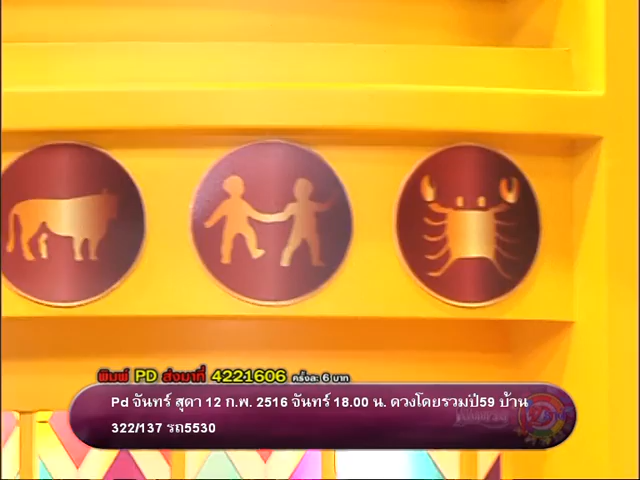 พิมพ์ PD ส่งมาที่ 4221606 ครั้งละ 6 บาท
Pd จันทร์ สุดา 12 ก.พ. 2516 จันทร์ 18.00 น. ดวงโดยรวมปี59 บ้าน
322/137 รถ5530